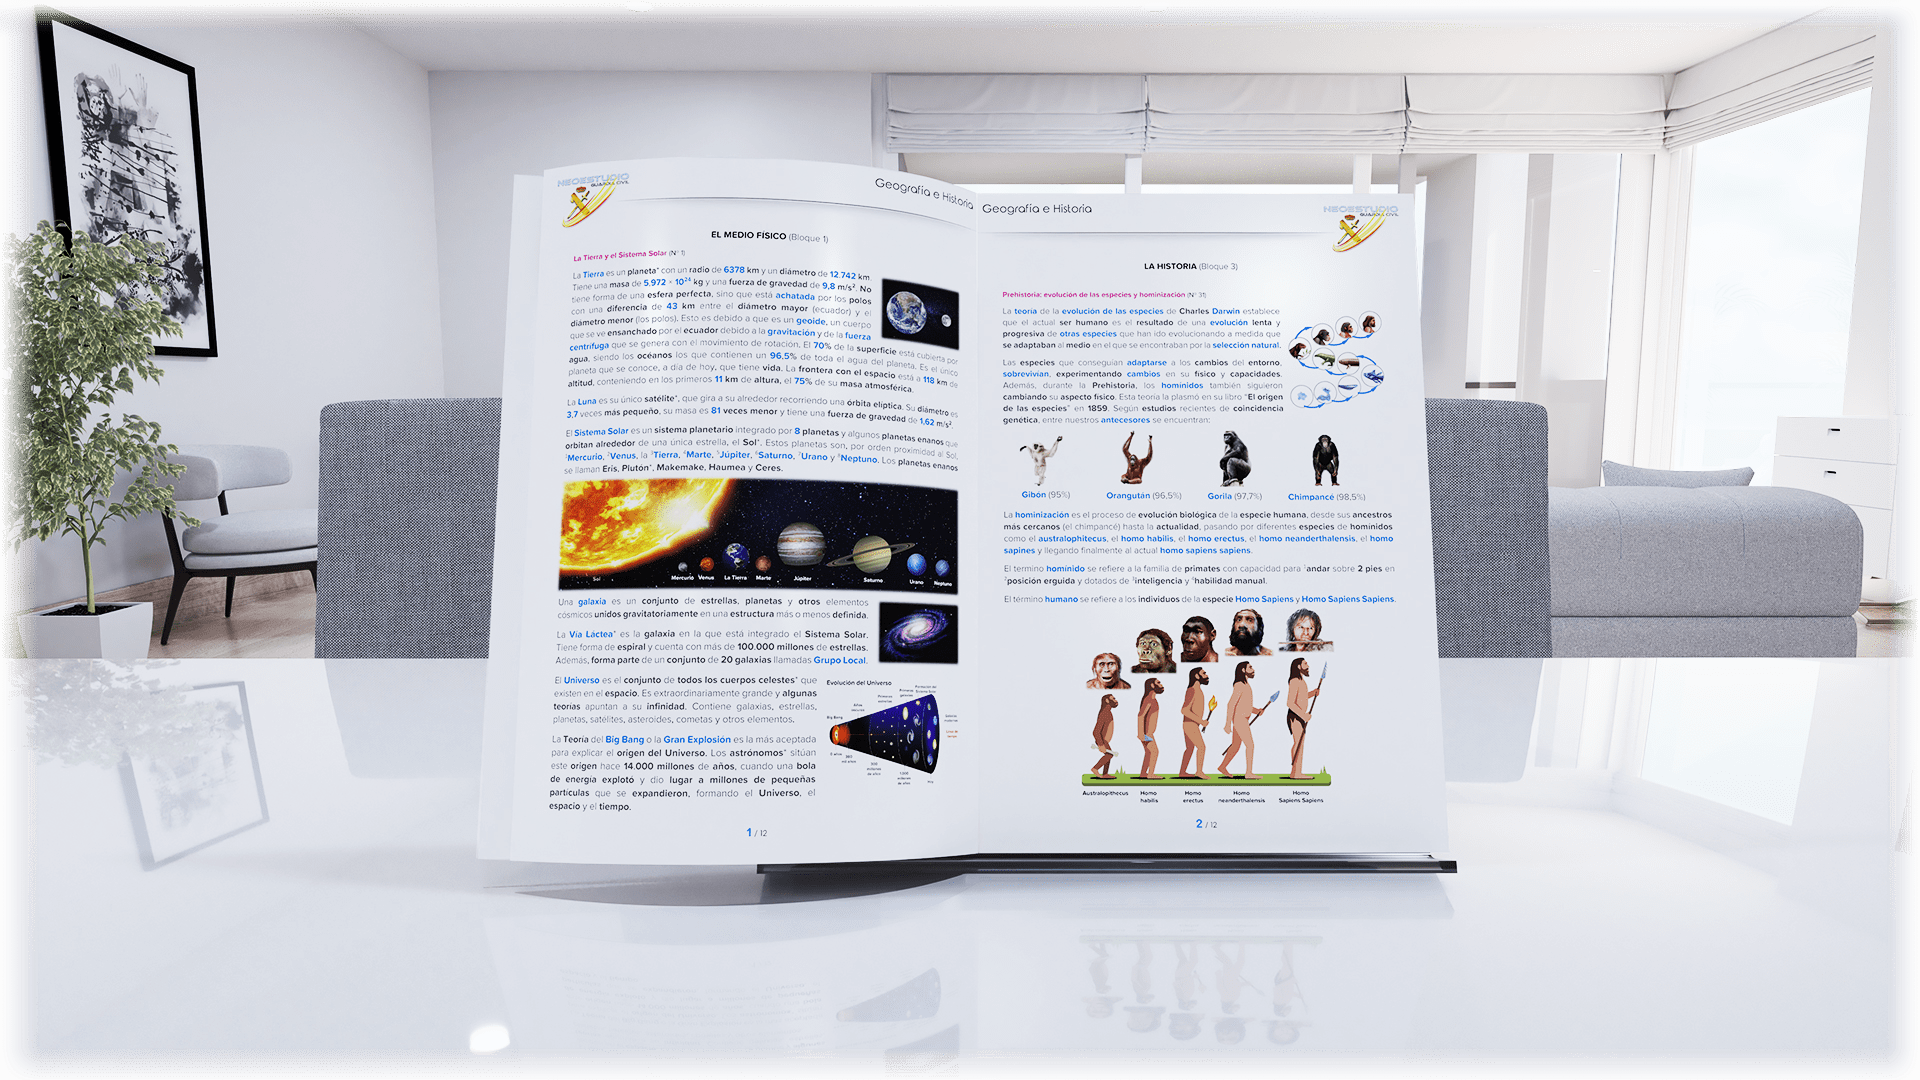 NEOESTUDIO
GUARDIA CIVIL
Geografía e Historia
EL MEDIO FÍSICO (Bloque 1)
La Tierra y el Sistema Solar (Nº 1)
La Tierra es un planeta* con un radio de 6378 km y un diámetro de 12.742 km.
Tiene una masa de 5.972 × 10²⁴ kg y una fuerza de gravedad de 9,8 m/s². No
tiene forma de una esfera perfecta, sino que está achatada por los polos
con una diferencia de 43 km entre el diámetro mayor (ecuador) y el
diámetro menor (los polos). Esto es debido a que es un geoide, un cuerpo
que se ve ensanchado por el ecuador debido a la gravitación y de la fuerza
centrífuga que se genera con el movimiento de rotación. El 70% de la superficie está cubierta por
agua, siendo los océanos los que contienen un 96.5% de toda el agua del planeta. Es el único
planeta que se conoce, a día de hoy, que tiene vida. La frontera con el espacio está a 118 km de
altitud, conteniendo en los primeros 11 km de altura, el 75% de su masa atmosférica.
La Luna es su único satélite*, que gira a su alrededor recorriendo una órbita elíptica. Su diámetro es
3,7 veces más pequeño, su masa es 81 veces menor y tiene una fuerza de gravedad de 1,62 m/s².
El Sistema Solar es un sistema planetario integrado por 8 planetas y algunos planetas enanos que
orbitan alrededor de una única estrella, el Sol*. Estos planetas son, por orden proximidad al Sol,
¹Mercurio, ²Venus, la ³Tierra, ⁴Marte, ⁵Júpiter, ⁶Saturno, ⁷Urano y ⁸Neptuno. Los planetas enanos
se llaman Eris, Plutón*, Makemake, Haumea y Ceres.
Sol Mercurio Venus La Tierra Marte Júpiter Saturno Urano Neptuno
Una galaxia es un conjunto de estrellas, planetas y otros elementos
cósmicos unidos gravitatoriamente en una estructura más o menos definida.
La Vía Láctea* es la galaxia en la que está integrado el Sistema Solar.
Tiene forma de espiral y cuenta con más de 100.000 millones de estrellas.
Además, forma parte de un conjunto de 20 galaxias llamadas Grupo Local.
El Universo es el conjunto de todos los cuerpos celestes* que
existen en el espacio. Es extraordinariamente grande y algunas
teorías apuntan a su infinidad. Contiene galaxias, estrellas,
planetas, satélites, asteroides, cometas y otros elementos.
Evolución del Universo
Big Bang
La Teoría del Big Bang o la Gran Explosión es la más aceptada
para explicar el origen del Universo. Los astrónomos* sitúan
este origen hace 14.000 millones de años, cuando una bola
de energía explotó y dio lugar a millones de pequeñas
partículas que se expandieron, formando el Universo, el
espacio y el tiempo.
1 / 12
Geografía e Historia
NEOESTUDIO
GUARDIA CIVIL
LA HISTORIA (Bloque 3)
Prehistoria: evolución de las especies y hominización (Nº 31)
La teoría de la evolución de las especies de Charles Darwin establece
que el actual ser humano es el resultado de una evolución lenta y
progresiva de otras especies que han ido evolucionando a medida que
se adaptaban al medio en el que se encontraban por la selección natural.
Las especies que conseguían adaptarse a los cambios del entorno,
sobrevivían, experimentando cambios en su físico y capacidades.
Además, durante la Prehistoria, los homínidos también siguieron
cambiando su aspecto físico. Esta teoría la plasmó en su libro "El origen
de las especies" en 1859. Según estudios recientes de coincidencia
genética, entre nuestros antecesores se encuentran:
Gibón (95%) Orangután (96.5%) Gorila (97,7%) Chimpancé (98,5%)
La hominización es el proceso de evolución biológica de la especie humana, desde sus ancestros
más cercanos (el chimpancé) hasta la actualidad, pasando por diferentes especies de homínidos
como el australophitecus, el homo habilis, el homo erectus, el homo neanderthalensis, el homo
sapines y llegando finalmente al actual homo sapiens sapiens.
El termino homínido se refiere a la familia de primates con capacidad para ¹andar sobre 2 pies en
²posición erguida y dotados de ³inteligencia y ⁴habilidad manual.
El término humano se refiere a los individuos de la especie Homo Sapiens y Homo Sapiens Sapiens.
Australopithecus Homo habilis Homo erectus Homo neanderthalensis Homo Sapiens Sapiens
2 / 12